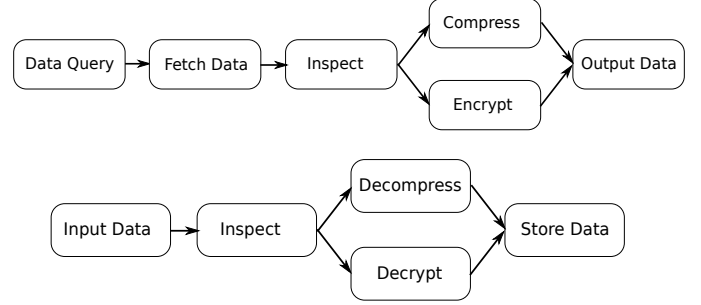 Data Query
Fetch Data
Inspect
Compress
Encrypt
Output Data
Input Data
Inspect
Decompress
Decrypt
Store Data